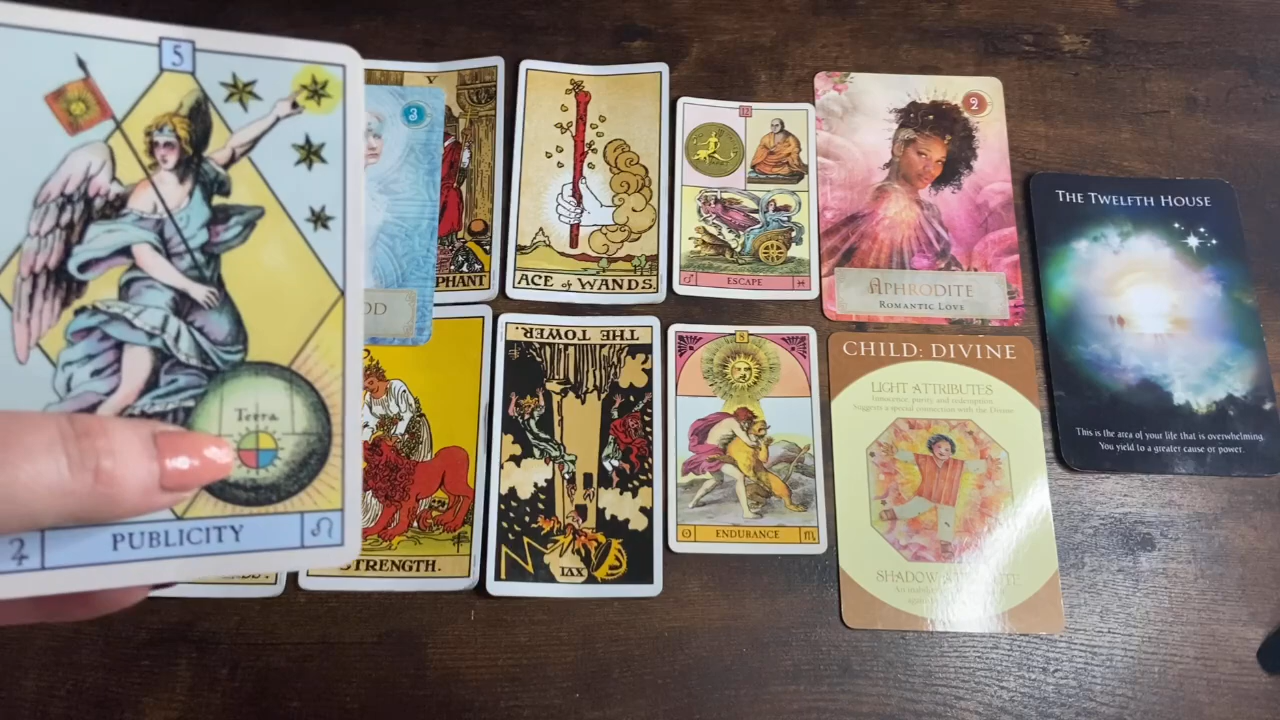 5
Terra
PUBLICITY
3
OD
V
PHANT
ACE of WANDS.
12
ESCAPE
2
APHRODITE
ROMANTIC LOVE
THE TWELFTH HOUSE
This is the area of your life that is overwhelming.
You yield to a greater cause or power.
STRENGTH.
THE TOWER.
XVI
8
ENDURANCE
CHILD: DIVINE
LIGHT ATTRIBUTES
Innocence, purity and redemption.
Suggests a special connection with the Divine